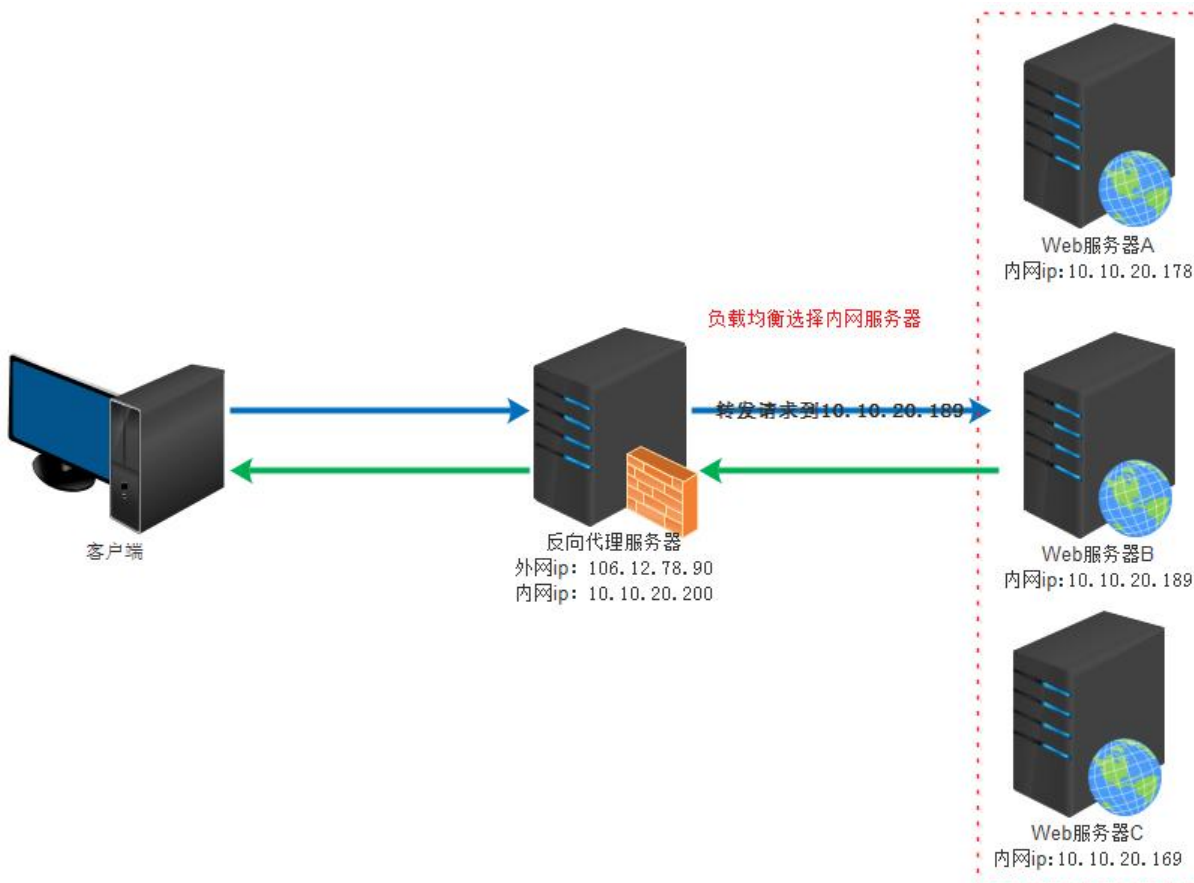 Web服务器A
内网ip:10.10.20.178
负载均衡选择内网服务器
转发请求到10.10.20.189
客户端
反向代理服务器
外网ip: 106.12.78.90
内网ip: 10.10.20.200
Web服务器B
内网ip:10.10.20.189
Web服务器C
内网ip:10.10.20.169